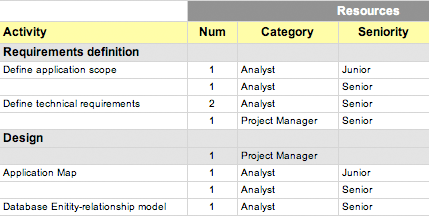 Resources
Activity Num Category Seniority
Requirements definition
Define application scope 1 Analyst Junior
1 Analyst Senior
Define technical requirements 2 Analyst Senior
1 Project Manager Senior
Design
1 Project Manager
Application Map 1 Analyst Junior
1 Analyst Senior
Database Enitity-relationship model 1 Analyst Senior